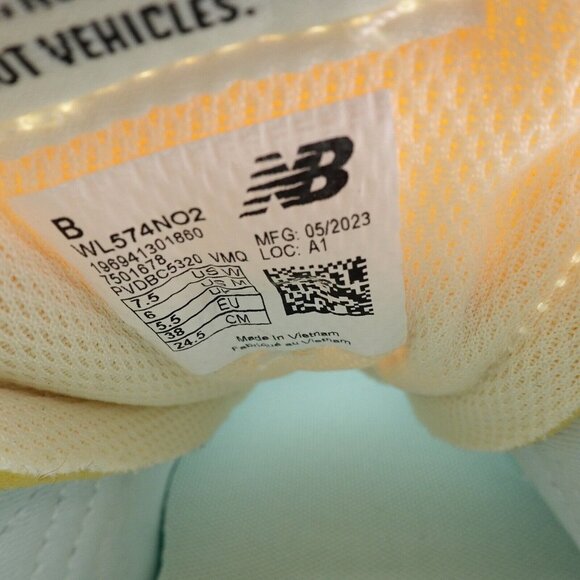 OT VEHICLES.
B
WL574NO2
196941301860
7501678
PVDBC5320 VMQ
7.5 US W
6 US M
5.5 UK
38 EU
24.5 CM
NB
MFG: 05/2023
LOC: A1
Made in Vietnam
Fabriqué au Vietnam